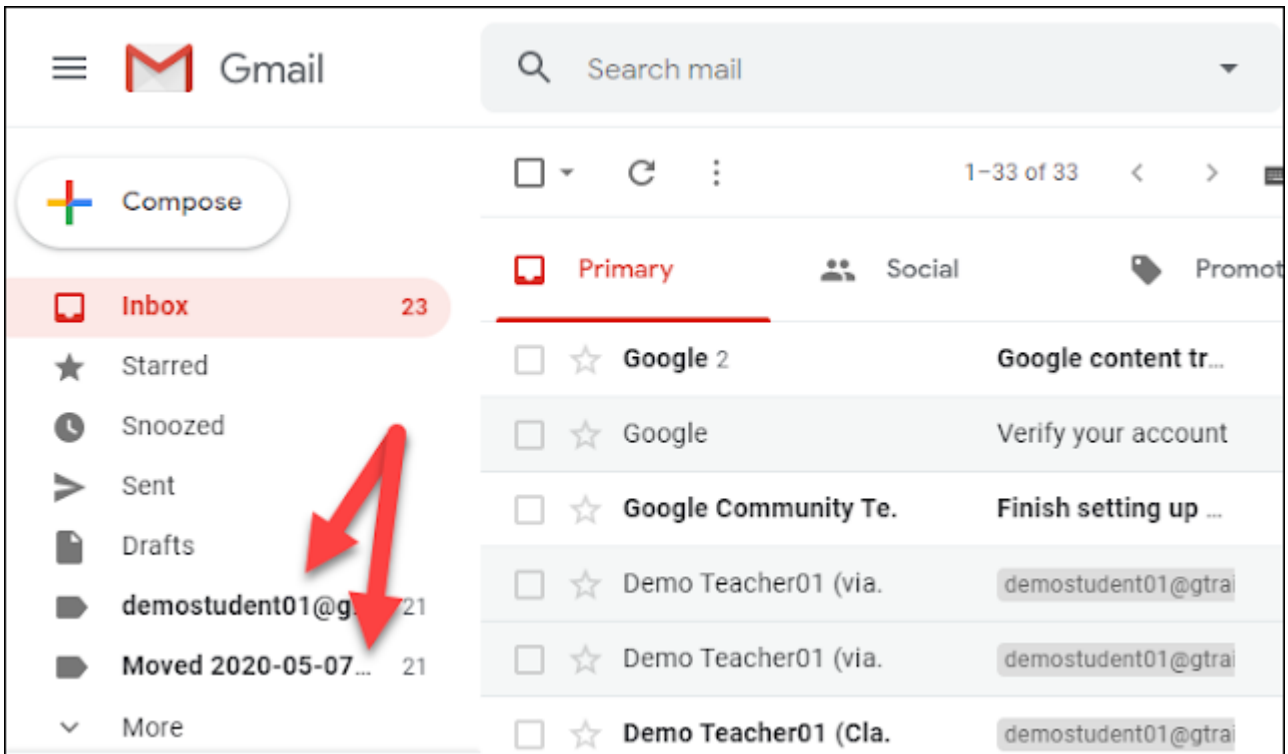 Gmail
Search mail
Compose
1–33 of 33
Primary
Social
Promot
Inbox 23
Starred
Snoozed
Sent
Drafts
demostudent01@g 21
Moved 2020-05-07... 21
More
Google 2 Google content tr...
Google Verify your account
Google Community Te. Finish setting up ...
Demo Teacher01 (via. demostudent01@gtrai
Demo Teacher01 (via. demostudent01@gtrai
Demo Teacher01 (Cla. demostudent01@gtrai